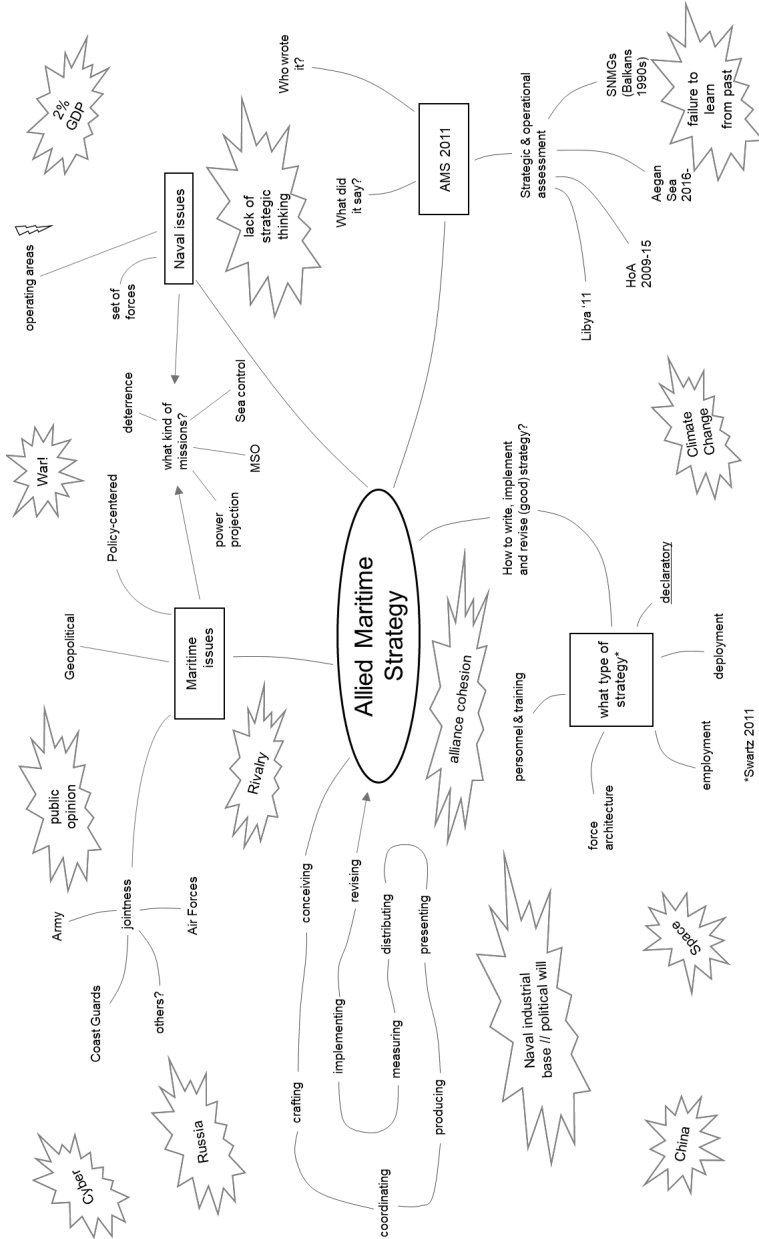 Cyber
Russia
Coast Guards
others?
Army
jointness
Air Forces
public
opinion
Geopolitical
Policy-centered
Maritime
issues
Rivalry
War!
deterrence
what kind of
missions?
power
projection
MSO
Sea control
operating areas
set of
forces
Naval issues
2%
GDP
lack of
strategic
thinking
Allied Maritime
Strategy
conceiving
crafting
coordinating
producing
presenting
distributing
measuring
implementing
revising
alliance cohesion
Who wrote
it?
What did
it say?
AMS 2011
Strategic & operational
assessment
Libya '11
HoA
2009-15
Aegan
Sea
2016-
SNMGs
(Balkans
1990s)
failure to
learn
from past
How to write, implement
and revise (good) strategy?
what type of
strategy*
personnel & training
force
architecture
employment
deployment
declaratory
Climate
Change
Naval industrial
base // political will
China
Space
*Swartz 2011